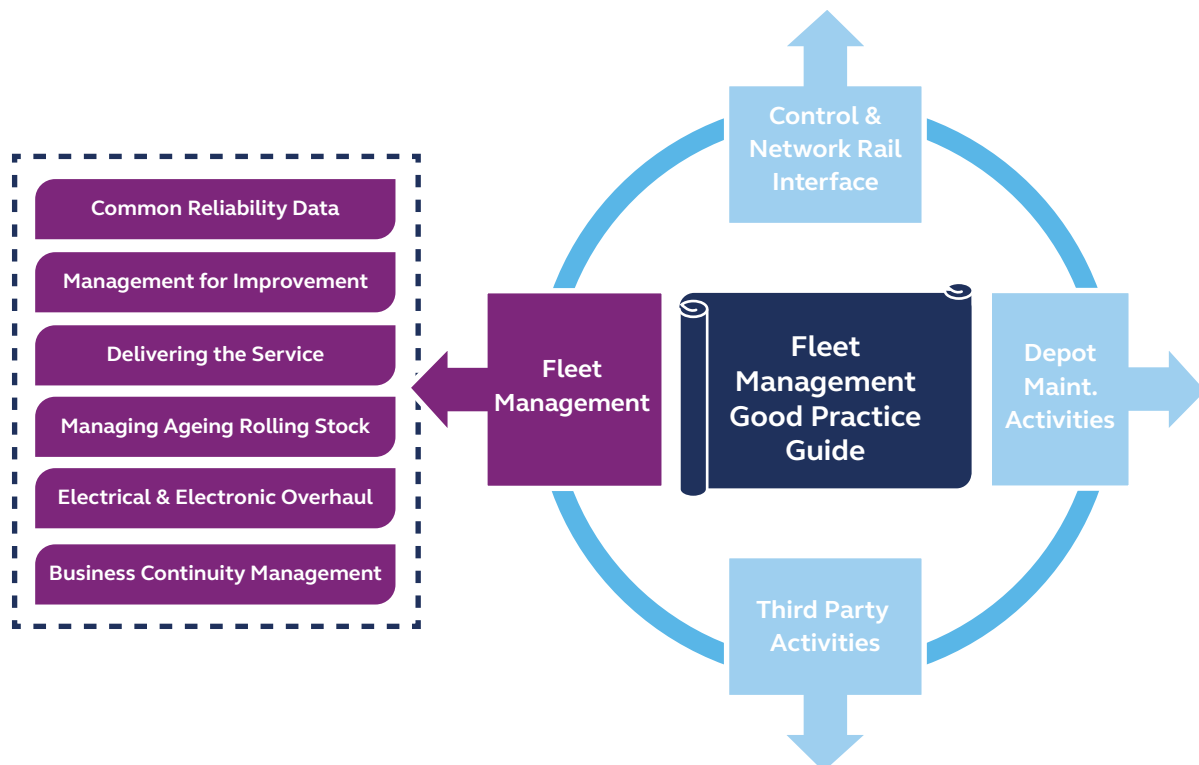 Common Reliability Data
Management for Improvement
Delivering the Service
Managing Ageing Rolling Stock
Electrical & Electronic Overhaul
Business Continuity Management
Fleet
Management
Control &
Network Rail
Interface
Fleet
Management
Good Practice
Guide
Depot
Maint.
Activities
Third Party
Activities